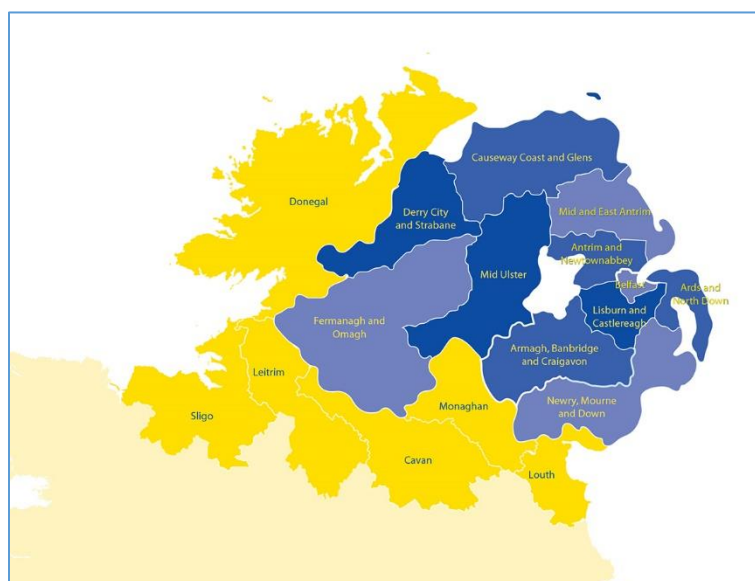 Causeway Coast and Glens
Donegal
Derry City
and Strabane
Mid and East Antrim
Antrim and
Newtownabbey
Mid Ulster
Belfast
Ards and
North Down
Lisburn and
Castlereagh
Fermanagh and
Omagh
Armagh, Banbridge
and Craigavon
Leitrim
Monaghan
Newry, Mourne
and Down
Sligo
Cavan
Louth